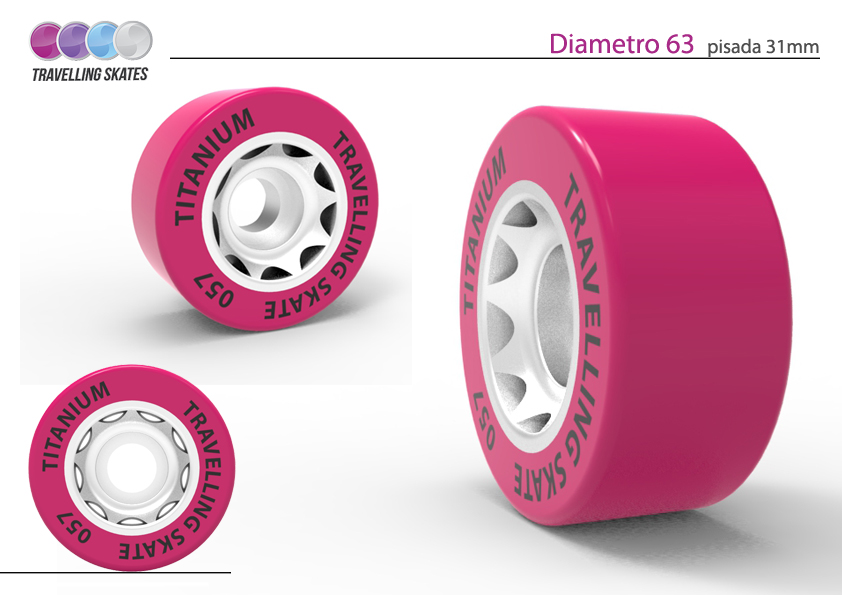 TRAVELLING SKATES
Diametro 63 pisada 31mm
TITANIUM
TRAVELLING SKATE
057
TITANIUM
TRAVELLING SKATE
057
TITANIUM
TRAVELLING SKATE
057